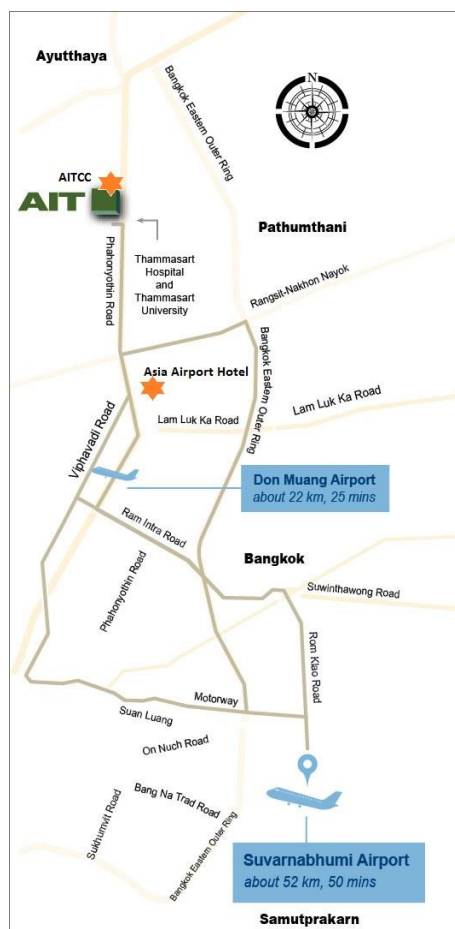 Ayutthaya
Bangkok Eastern Outer Ring
N
AITCC
AIT
Pathumthani
Phahonyothin Road
Thammasart
Hospital
and
Thammasart
University
Rangsit-Nakhon Nayok
Bangkok Eastern Outer Ring
Asia Airport Hotel
Viphavadi Road
Lam Luk Ka Road
Lam Luk Ka Road
Don Muang Airport
about 22 km, 25 mins
Ram Intra Road
Bangkok
Phahonyothin Road
Suwinthawong Road
Rom Klao Road
Motorway
Suan Luang
On Nuch Road
Bang Na Trad Road
Sukhumvit Road
Bangkok Eastern Outer Ring
Suvarnabhumi Airport
about 52 km, 50 mins
Samutprakarn